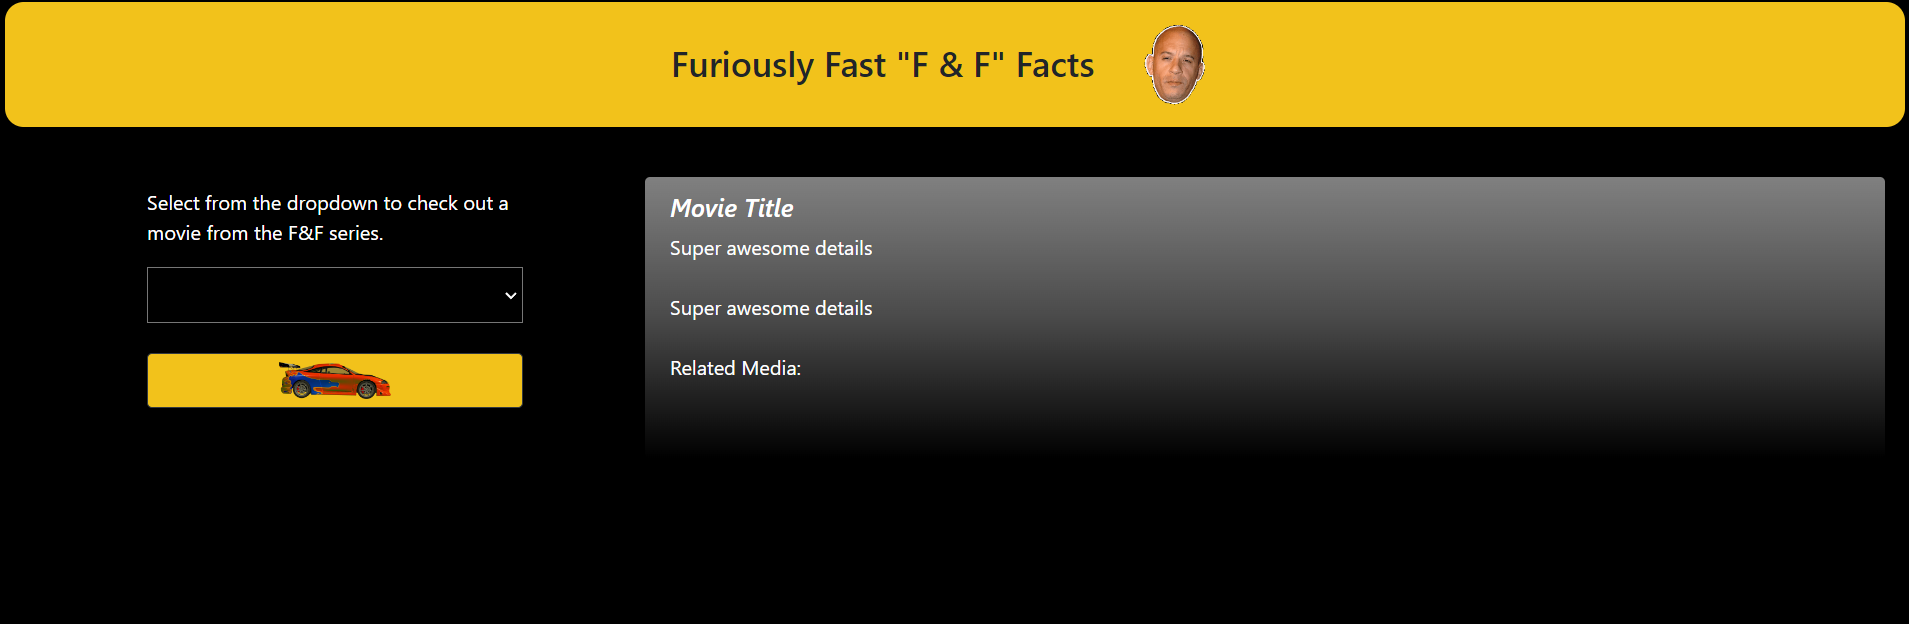 Furiously Fast "F & F" Facts
Select from the dropdown to check out a
movie from the F&F series.
Movie Title
Super awesome details
Super awesome details
Related Media: